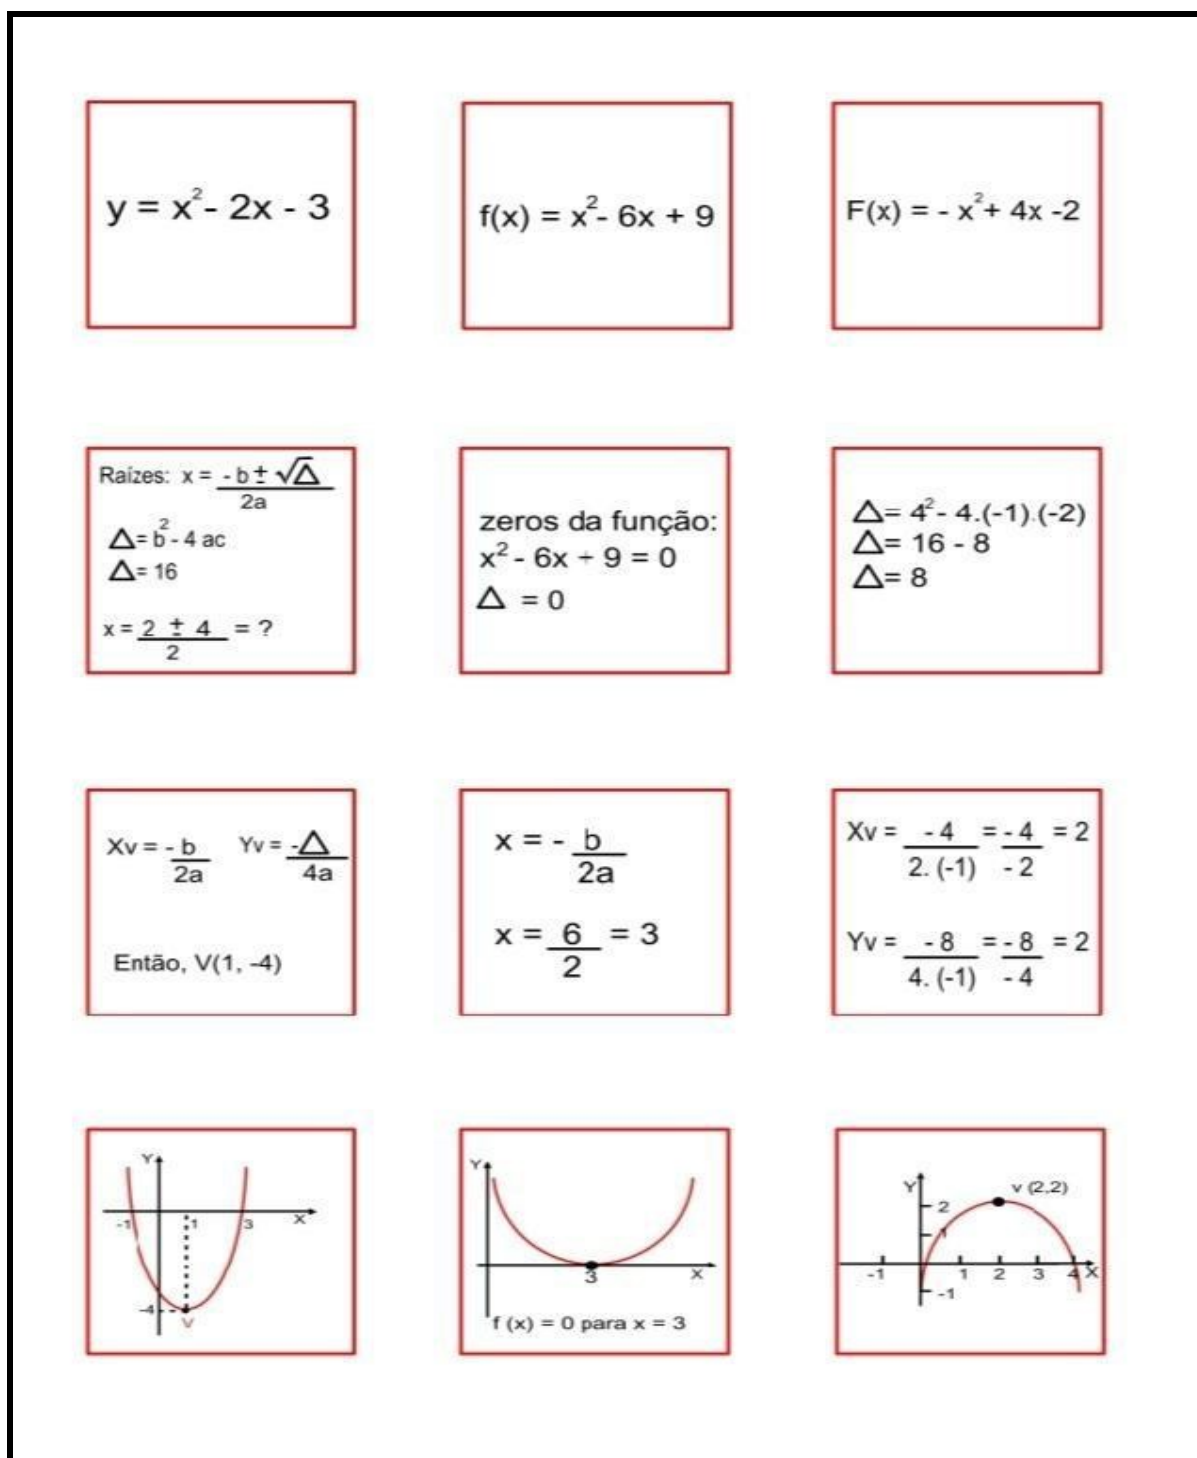 y = x² - 2x - 3
f(x) = x² - 6x + 9
F(x) = - x² + 4x -2
Raízes: x = - b ± √△ / 2a
△ = b² - 4 ac
△ = 16
x = 2 ± 4 / 2 = ?
zeros da função:
x² - 6x + 9 = 0
△ = 0
△ = 4² - 4.(-1).(-2)
△ = 16 - 8
△ = 8
Xv = - b / 2a Yv = -△ / 4a
Então, V(1, -4)
x = - b / 2a
x = 6 / 2 = 3
Xv = - 4 / 2. (-1) = - 4 / - 2 = 2
Yv = - 8 / 4. (-1) = - 8 / - 4 = 2
Y
-1 1 3 X
-4
V
Y
3 X
f (x) = 0 para x = 3
Y v (2,2)
2
1
-1 1 2 3 4 X
-1